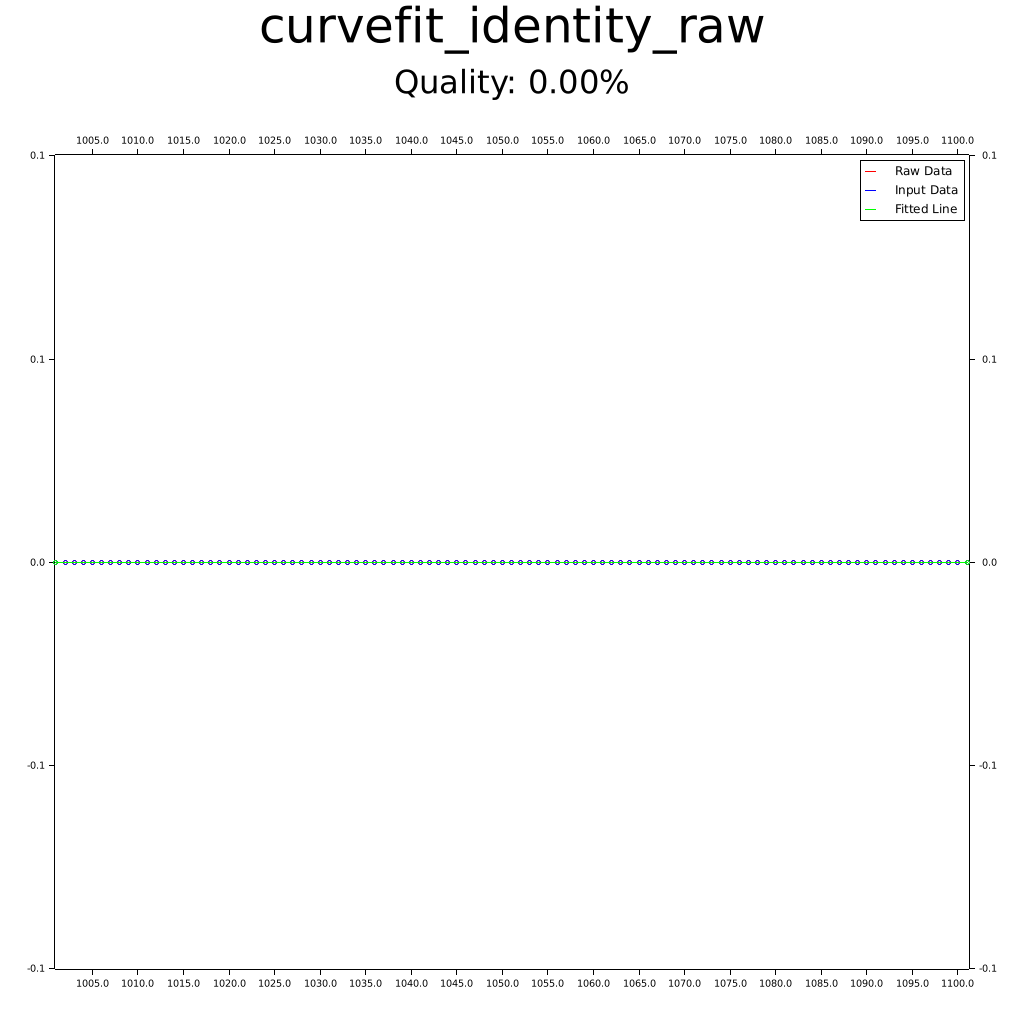 curvefit_identity_raw
Quality: 0.00%
1005.0 1010.0 1015.0 1020.0 1025.0 1030.0 1035.0 1040.0 1045.0 1050.0 1055.0 1060.0 1065.0 1070.0 1075.0 1080.0 1085.0 1090.0 1095.0 1100.0
0.1 0.1
Raw Data
Input Data
Fitted Line
0.1 0.1
0.0 0.0
-0.1 -0.1
-0.1 -0.1
1005.0 1010.0 1015.0 1020.0 1025.0 1030.0 1035.0 1040.0 1045.0 1050.0 1055.0 1060.0 1065.0 1070.0 1075.0 1080.0 1085.0 1090.0 1095.0 1100.0